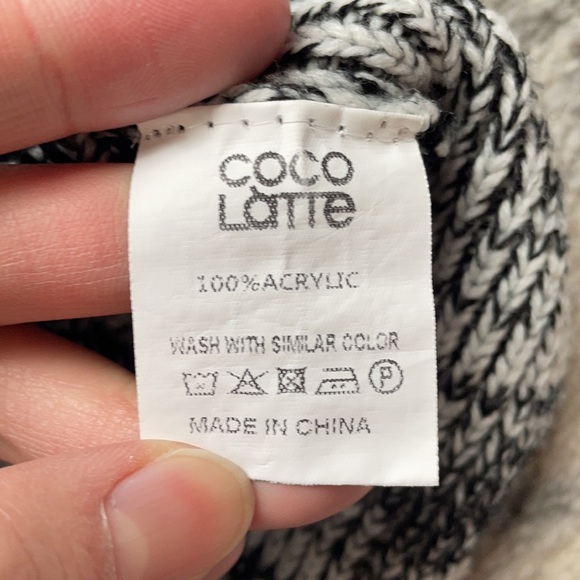 COCO
Latte
100%ACRYLIC
WASH WITH SIMILAR COLOR
P
MADE IN CHINA